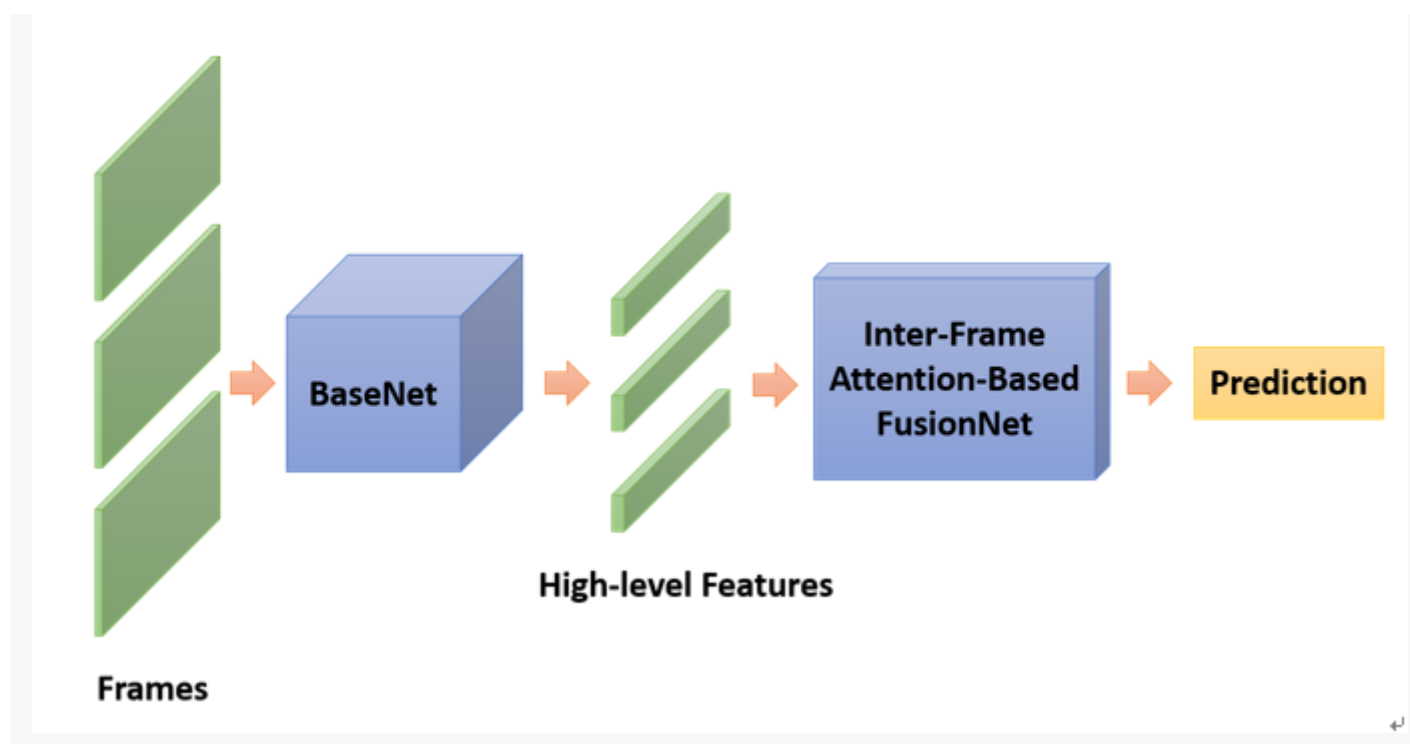 BaseNet
Inter-Frame
Attention-Based
FusionNet
Prediction
High-level Features
Frames